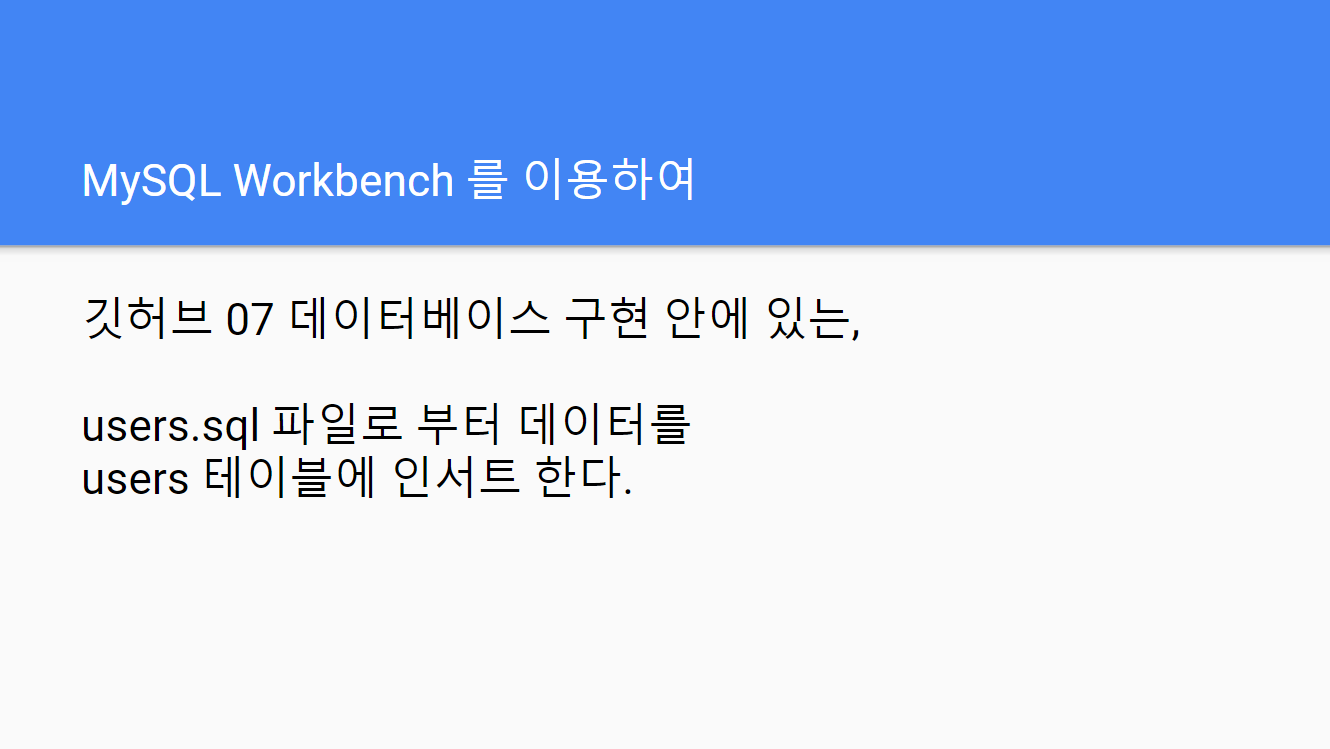 MySQL Workbench 를 이용하여
깃허브 07 데이터베이스 구현 안에 있는,
users.sql 파일로 부터 데이터를
users 테이블에 인서트 한다.